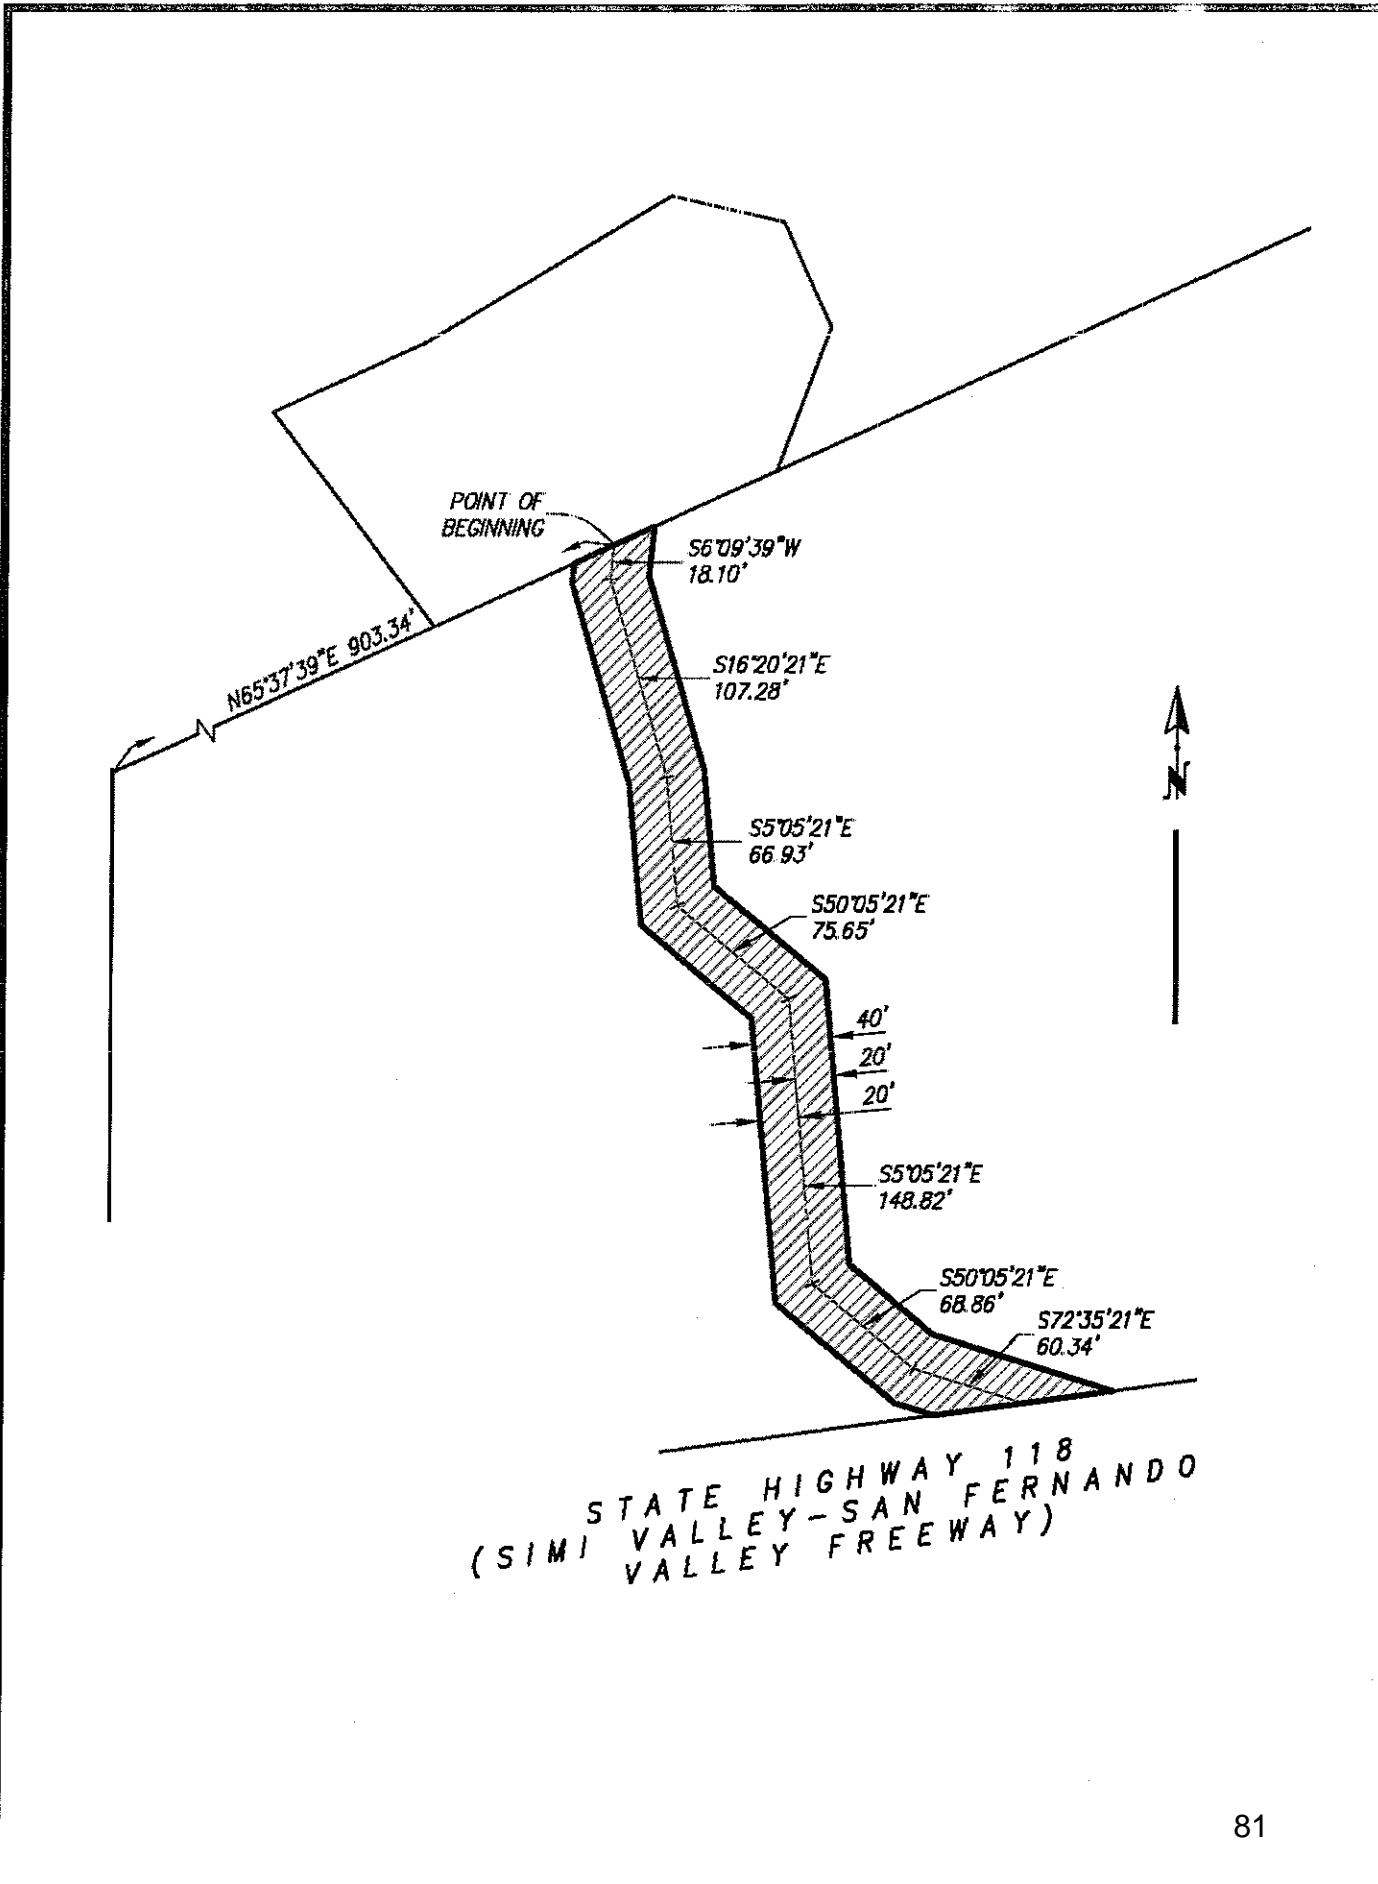 POINT OF
BEGINNING
S6°09'39"W
18.10'
N65°37'39"E 903.34'
S16°20'21"E
107.28'
N
S5°05'21"E
66.93'
S50°05'21"E
75.65'
40'
20'
20'
S5°05'21"E
148.82'
S50°05'21"E
68.86'
S72°35'21"E
60.34'
STATE HIGHWAY 118
(SIMI VALLEY-SAN FERNANDO
VALLEY FREEWAY)
81